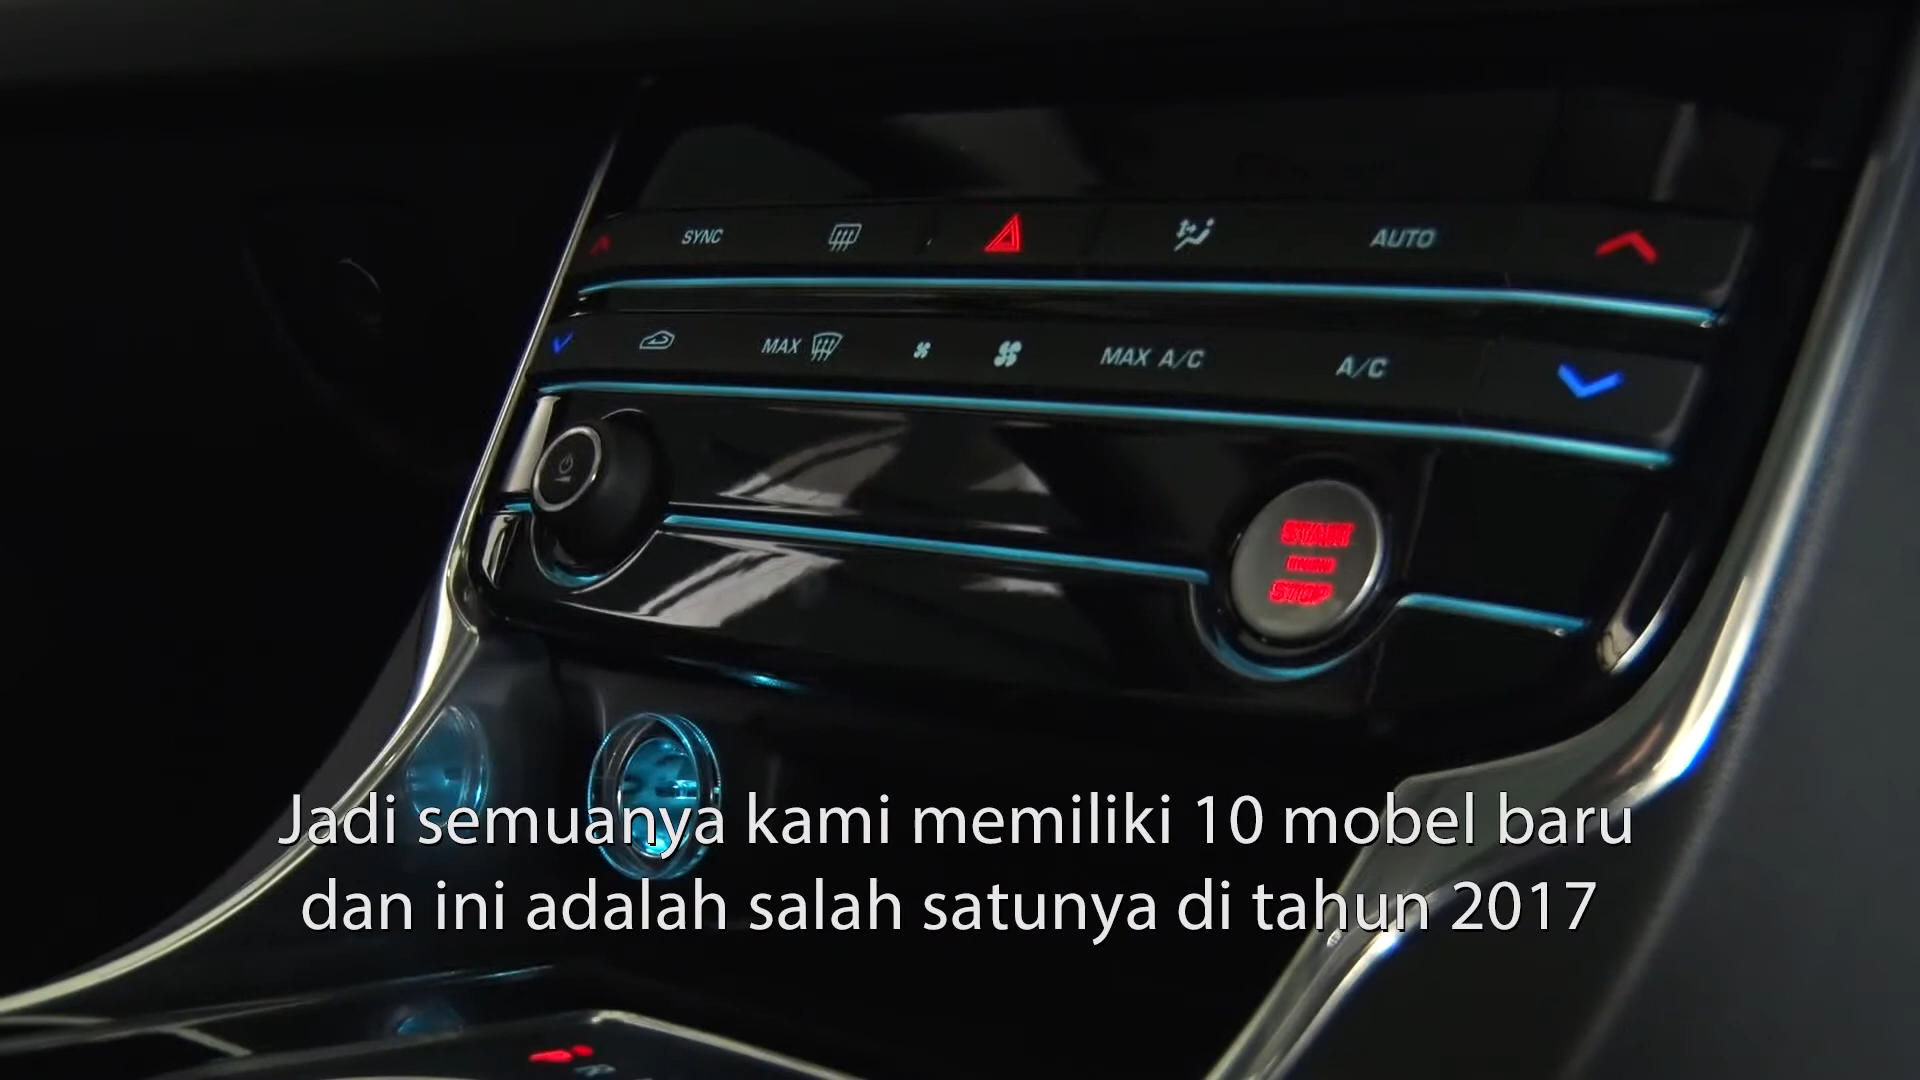 SYNC
AUTO
MAX
MAX A/C
A/C
START
STOP
Jadi semuanya kami memiliki 10 mobel baru
dan ini adalah salah satunya di tahun 2017
R